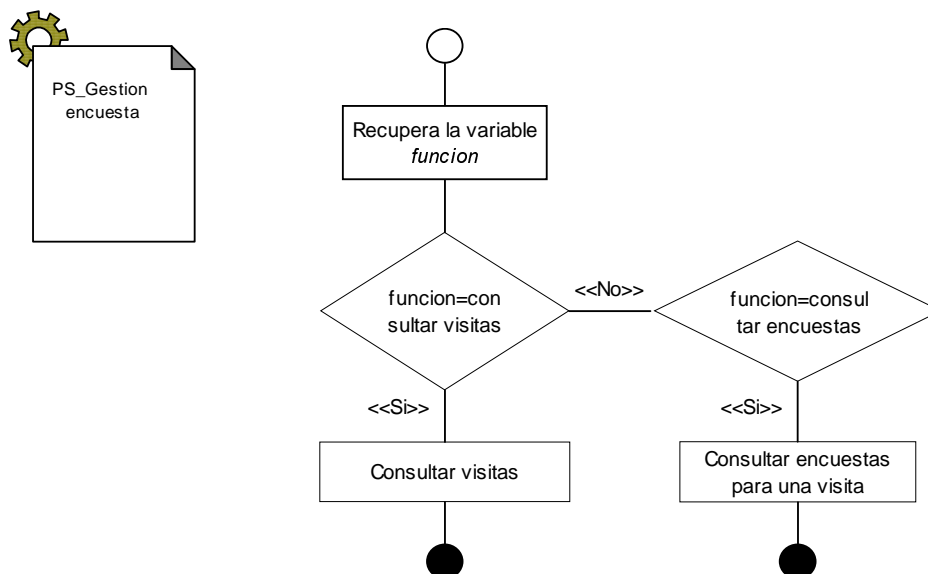 PS_Gestion
encuesta
Recupera la variable
funcion
funcion=con
sultar visitas
<<No>>
funcion=consul
tar encuestas
<<Si>>
<<Si>>
Consultar visitas
Consultar encuestas
para una visita